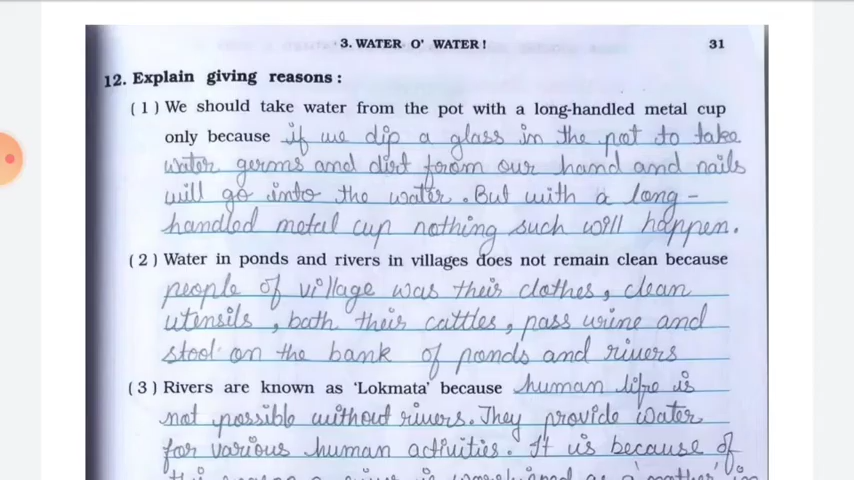 3. WATER O' WATER !
31
12. Explain giving reasons :
( 1 ) We should take water from the pot with a long-handled metal cup
only because if we dip a glass in the pot to take
water germs and dirt from our hand and nails
will go into the water. But with a long -
handled metal cup nothing such will happen.
( 2 ) Water in ponds and rivers in villages does not remain clean because
people of village was their clothes, clean
utensils, bath their cattles, pass urine and
stool on the bank of ponds and rivers
( 3 ) Rivers are known as 'Lokmata' because human life is
not possible without rivers. They provide water
for various human activities. It is because of